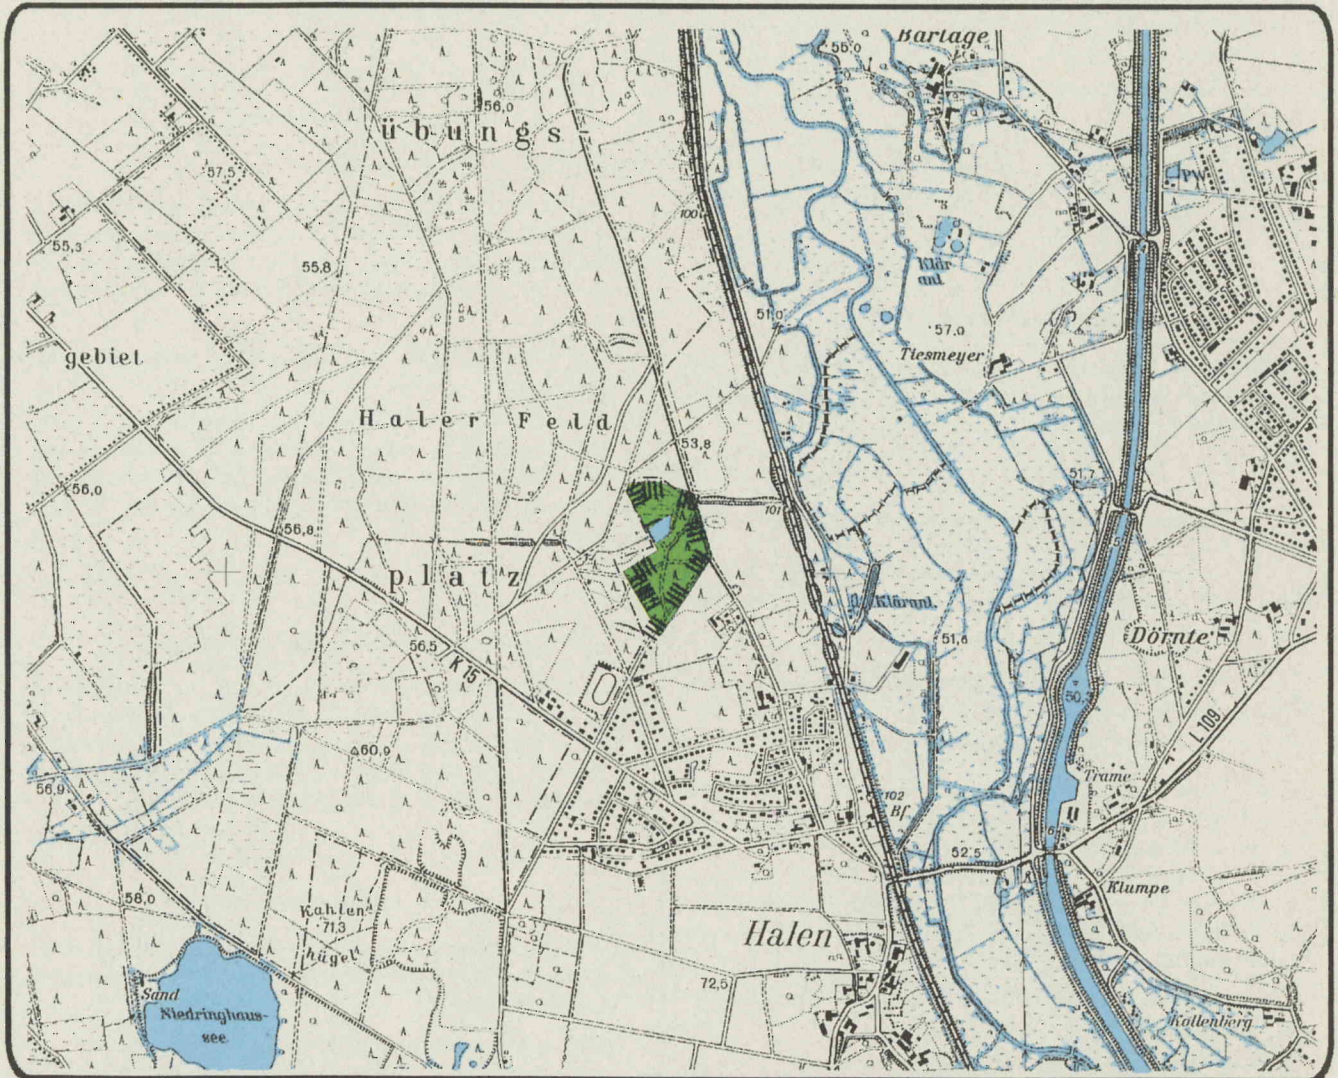 Barlage
55,0
56,0
übungs-
57,5
PW
100
55,3
55,8
Klär
anl.
51,0
57,0
gebiet
Tiesmeyer
Haler Feld
53,8
51,7
56,0
101
56,8
5
platz
Kläranl.
51,6
Dörnte
56,5
K 15
50,3
L 109
60,9
56,9
Trame
102
Bf
6
52,5
58,0
Klumpe
Kahlen
71,3
hügel
Halen
72,5
Sand
Niedringhaus-
see
Kollenberg